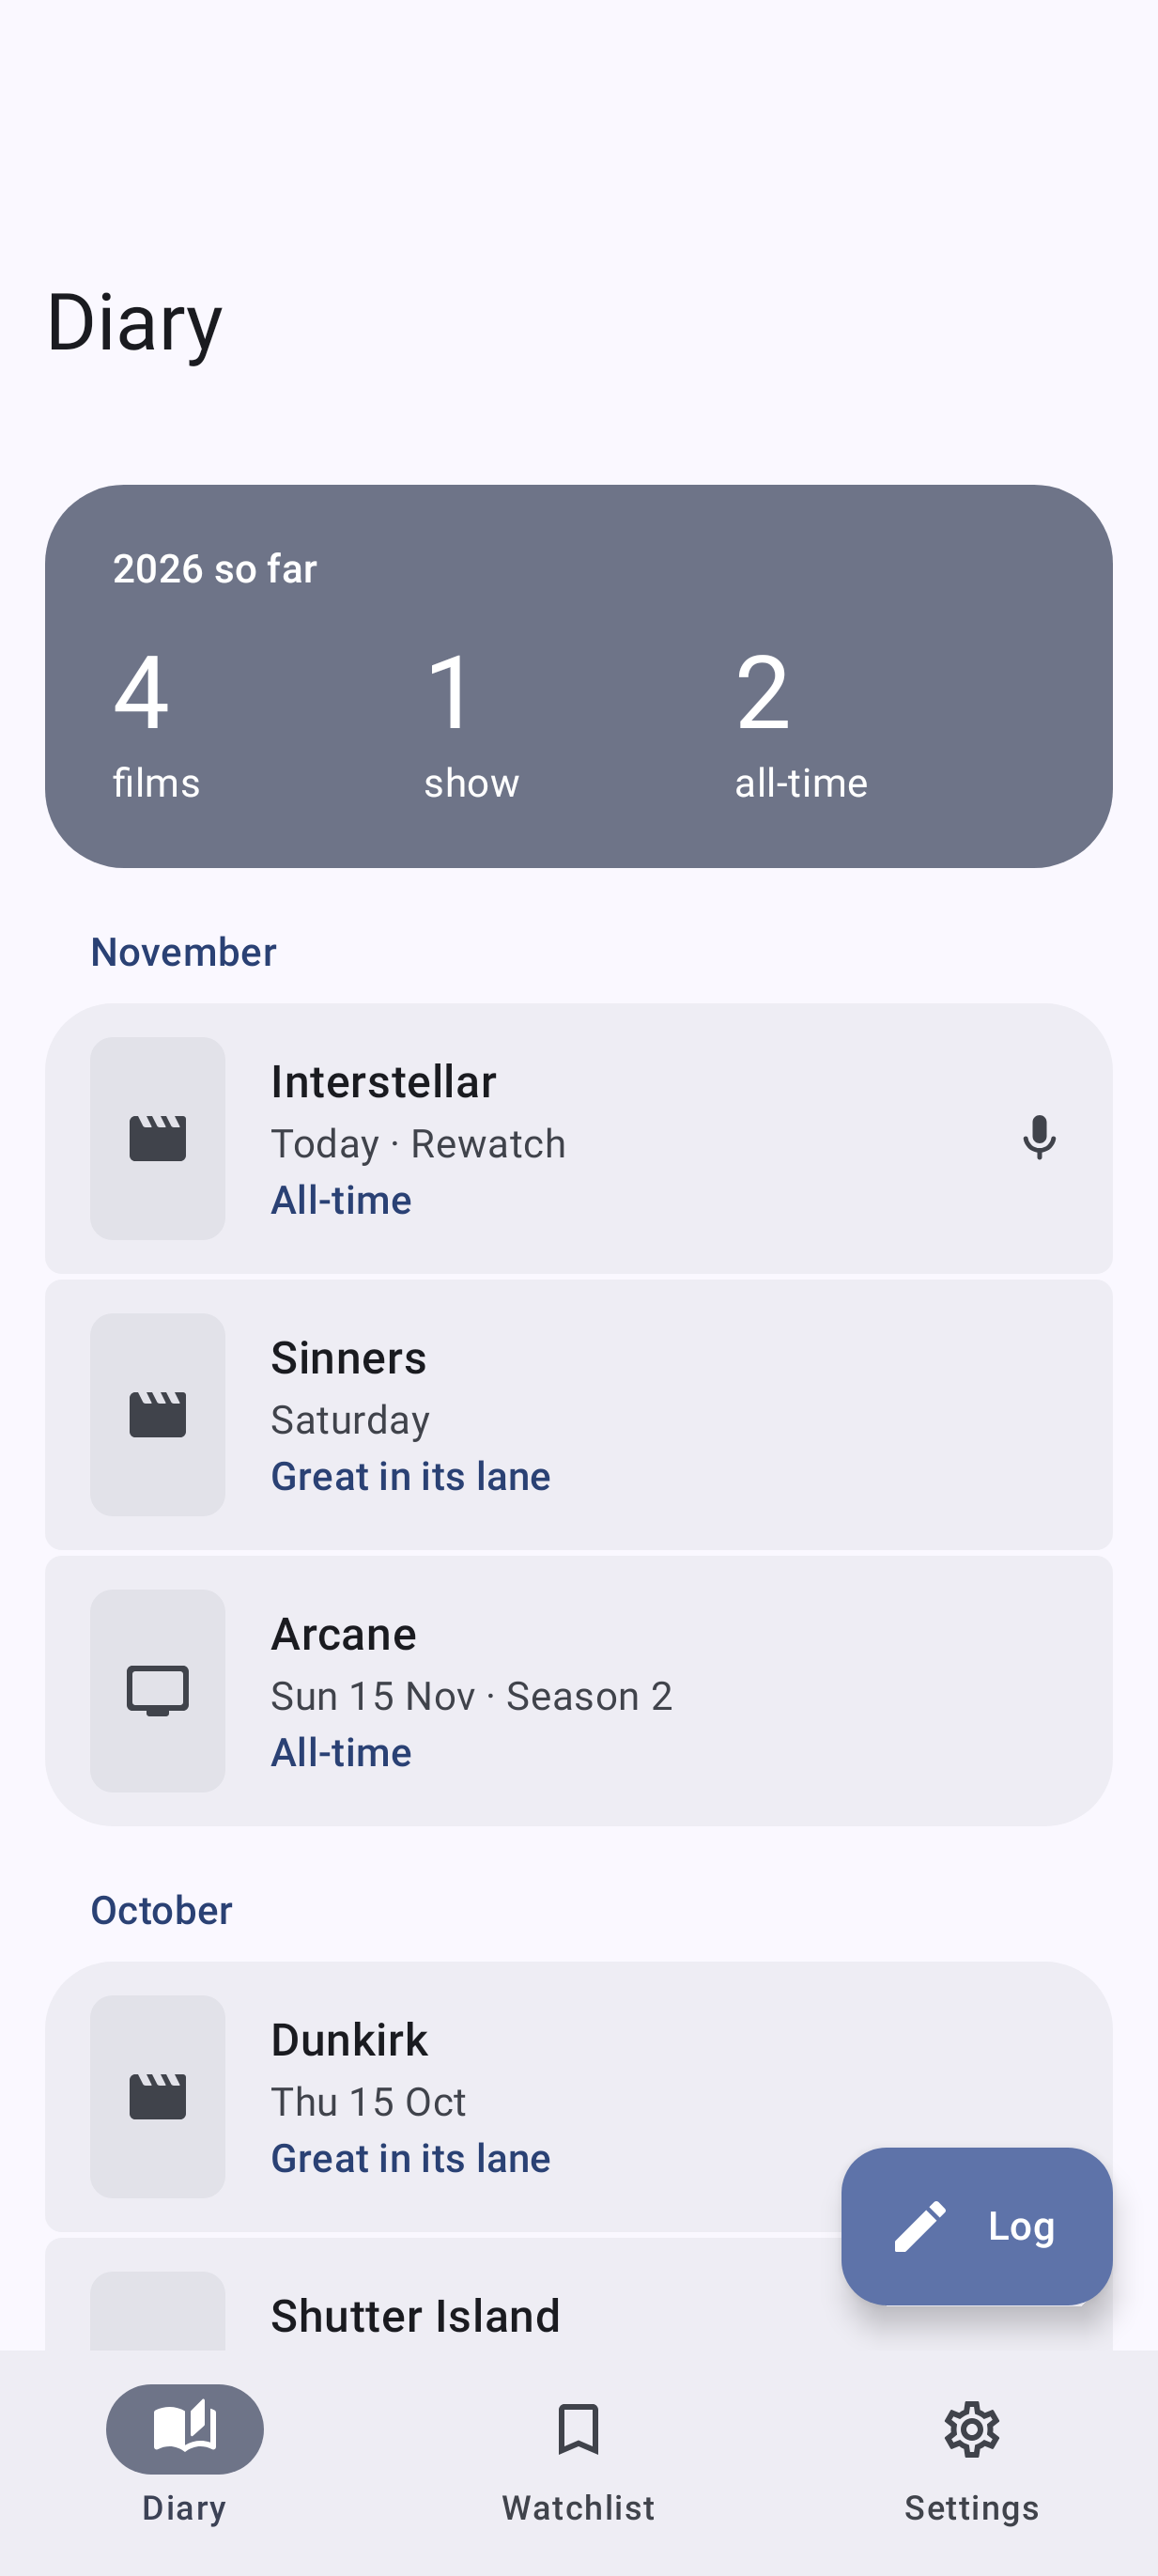 Diary
2026 so far
4 1 2
films show all-time
November
Interstellar
Today · Rewatch
All-time
Sinners
Saturday
Great in its lane
Arcane
Sun 15 Nov · Season 2
All-time
October
Dunkirk
Thu 15 Oct
Great in its lane
Log
Shutter Island
Diary Watchlist Settings